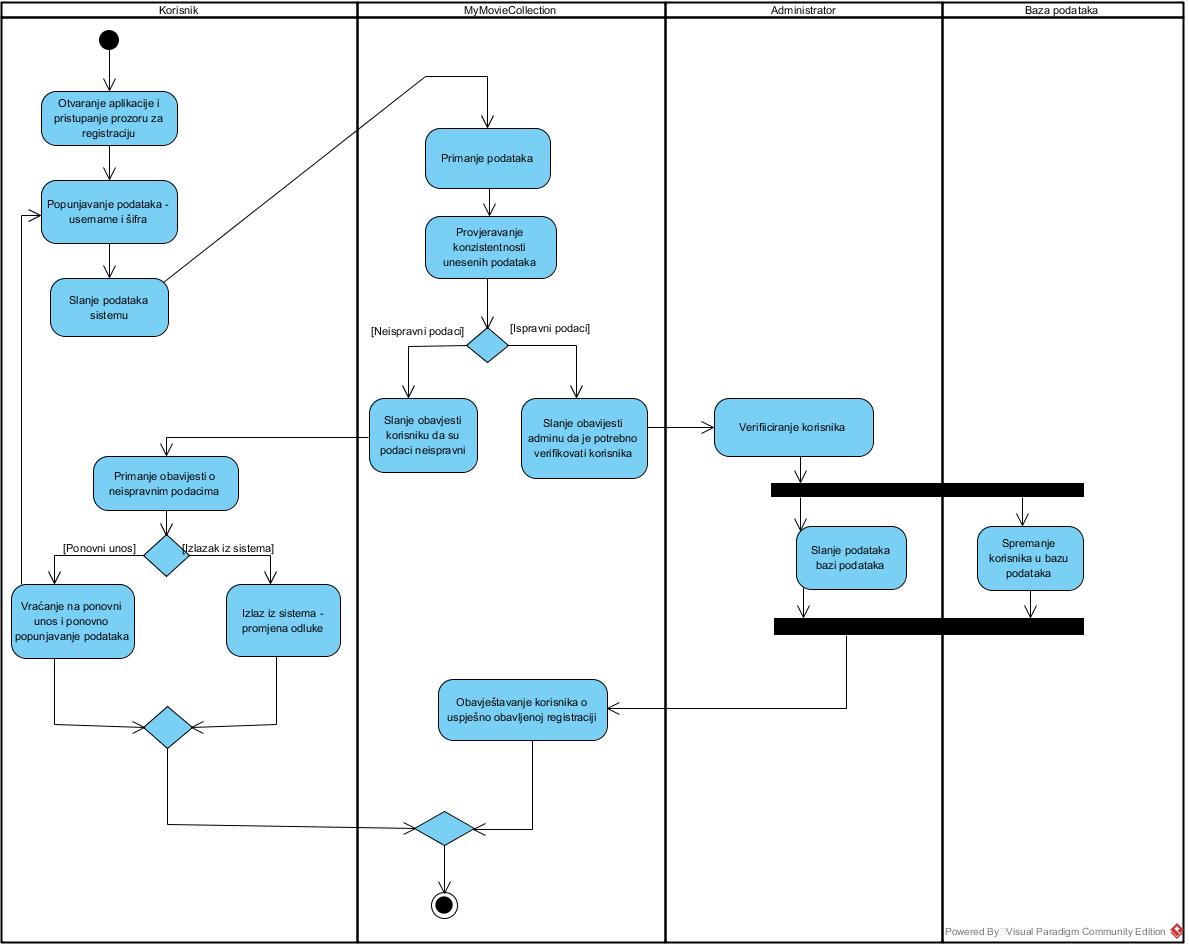 Korisnik
MyMovieCollection
Administrator
Baza podataka
Otvaranje aplikacije i
pristupanje prozoru za
registraciju
Popunjavanje podataka -
username i šifra
Slanje podataka
sistemu
Primanje podataka
Provjeravanje
konzistentnosti
unesenih podataka
[Neispravni podaci]
[Ispravni podaci]
Slanje obavjesti
korisniku da su
podaci neispravni
Slanje obavijesti
adminu da je potrebno
verifikovati korisnika
Verifiiciranje korisnika
Primanje obavijesti o
neispravnim podacima
[Ponovni unos]
[Izlazak iz sistema]
Slanje podataka
bazi podataka
Spremanje
korisnika u bazu
podataka
Vraćanje na ponovni
unos i ponovno
popunjavanje podataka
Izlaz iz sistema -
promjena odluke
Obavještavanje korisnika o
uspješno obavljenoj registraciji
Powered By Visual Paradigm Community Edition